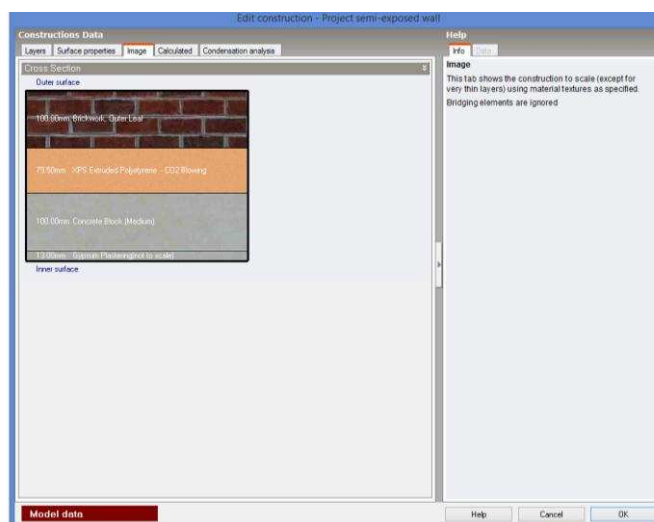 Edit construction - Project semi-exposed wall
Constructions Data
Layers Surface properties Image Calculated Condensation analysis
Cross Section
Outer surface
100.00mm Brickwork, Outer Leaf
79.50mm XPS Extruded Polystyrene - CO2 Blowing
100.00mm Concrete Block (Medium)
13.00mm Gypsum Plastering(not to scale)
Inner surface
Help
Info Data
Image
This tab shows the construction to scale (except for
very thin layers) using material textures as specified.
Bridging elements are ignored
Model data
Help Cancel OK